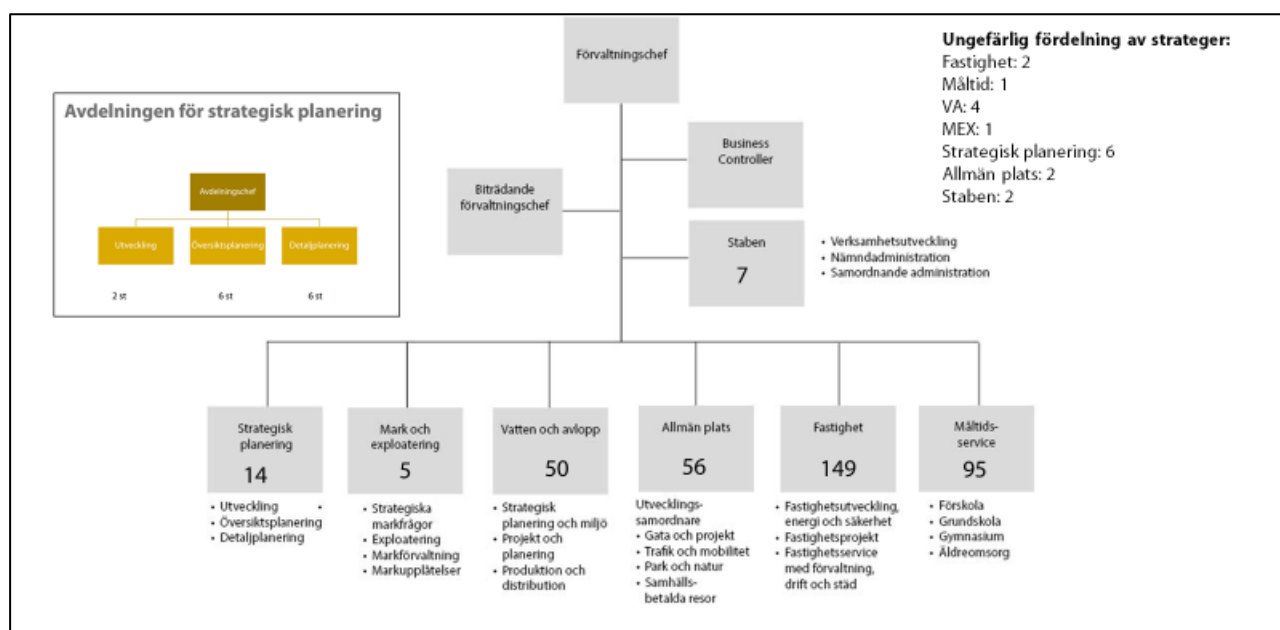 Förvaltningschef
Ungefärlig fördelning av strateger:
Fastighet: 2
Måltid: 1
VA: 4
MEX: 1
Strategisk planering: 6
Allmän plats: 2
Staben: 2
Avdelningen för strategisk planering
Avdelningschef
Utveckling
Översiktsplanering
Detaljplanering
2 st
6 st
6 st
Business
Controller
Biträdande
förvaltningschef
Staben
7
• Verksamhetsutveckling
• Nämndadministration
• Samordnande administration
Strategisk
planering
14
• Utveckling •
• Översiktsplanering
• Detaljplanering
Mark och
exploatering
5
• Strategiska
markfrågor
• Exploatering
• Markförvaltning
• Markupplåtelser
Vatten och avlopp
50
• Strategisk
planering och miljö
• Projekt och
planering
• Produktion och
distribution
Allmän plats
56
Utvecklings-
samordnare
• Gata och projekt
• Trafik och mobilitet
• Park och natur
• Samhälls-
betalda resor
Fastighet
149
• Fastighetsutveckling,
energi och säkerhet
• Fastighetsprojekt
• Fastighetsservice
med förvaltning,
drift och städ
Måltids-
service
95
• Förskola
• Grundskola
• Gymnasium
• Äldreomsorg